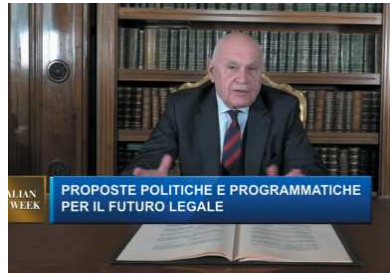 ALIAN
WEEK
PROPOSTE POLITICHE E PROGRAMMATICHE
PER IL FUTURO LEGALE